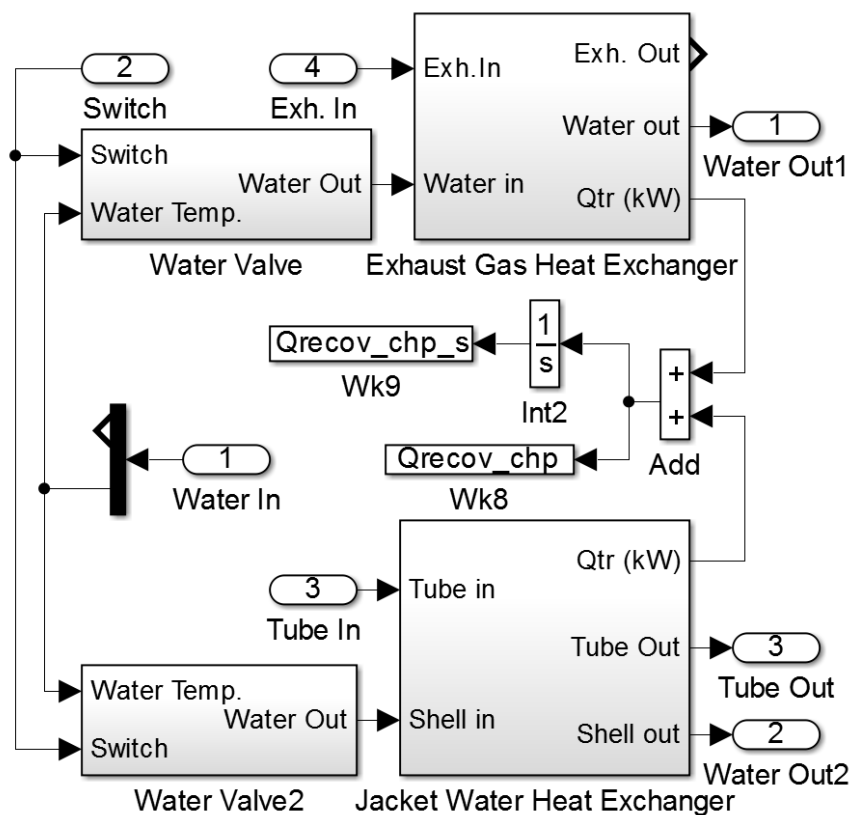 2
Switch
4
Exh. In
Exh.In
Exh. Out
Water out
1
Water Out1
Water in
Qtr (kW)
Exhaust Gas Heat Exchanger
Switch
Water Out
Water Temp.
Water Valve
Qrecov_chp_s
Wk9
1
s
Int2
+
+
Add
Qrecov_chp
Wk8
1
Water In
3
Tube In
Tube in
Qtr (kW)
Tube Out
3
Tube Out
Shell in
Shell out
2
Water Out2
Jacket Water Heat Exchanger
Water Temp.
Water Out
Switch
Water Valve2